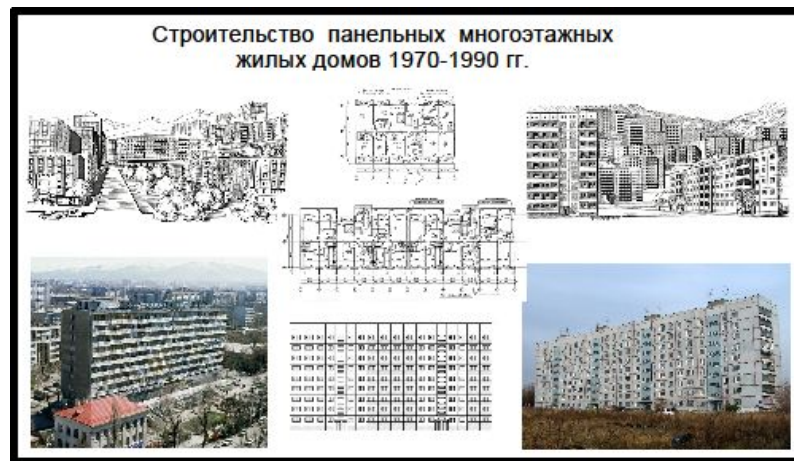 Строительство панельных многоэтажных
жилых домов 1970-1990 гг.